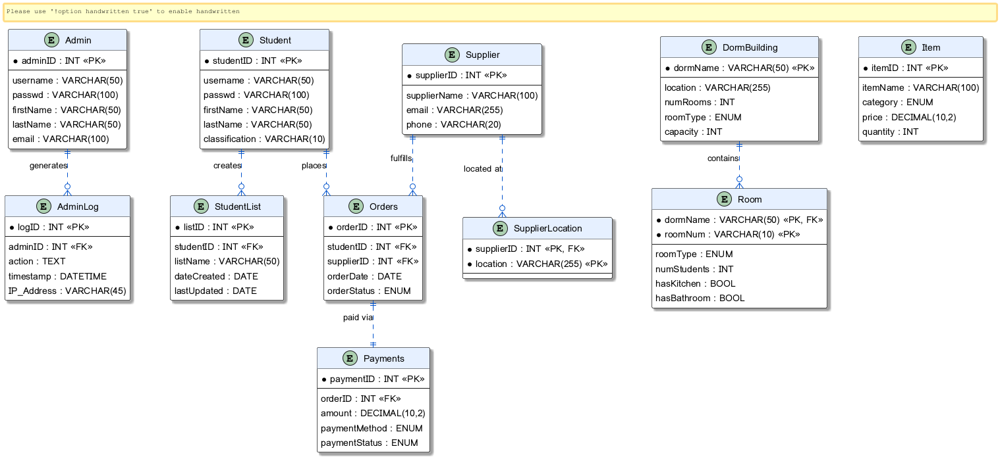 Please use '!option handwritten true' to enable handwritten
E Admin
adminID : INT «PK»
username : VARCHAR(50)
passwd : VARCHAR(100)
firstName : VARCHAR(50)
lastName : VARCHAR(50)
email : VARCHAR(100)
E Student
studentID : INT «PK»
username : VARCHAR(50)
passwd : VARCHAR(100)
firstName : VARCHAR(50)
lastName : VARCHAR(50)
classification : VARCHAR(10)
E Supplier
supplierID : INT «PK»
supplierName : VARCHAR(100)
email : VARCHAR(255)
phone : VARCHAR(20)
E DormBuilding
dormName : VARCHAR(50) «PK»
location : VARCHAR(255)
numRooms : INT
roomType : ENUM
capacity : INT
E Item
itemID : INT «PK»
itemName : VARCHAR(100)
category : ENUM
price : DECIMAL(10,2)
quantity : INT
generates
creates
places
fulfills
located at
contains
E AdminLog
logID : INT «PK»
adminID : INT «FK»
action : TEXT
timestamp : DATETIME
IP_Address : VARCHAR(45)
E StudentList
listID : INT «PK»
studentID : INT «FK»
listName : VARCHAR(50)
dateCreated : DATE
lastUpdated : DATE
E Orders
orderID : INT «PK»
studentID : INT «FK»
supplierID : INT «FK»
orderDate : DATE
orderStatus : ENUM
E SupplierLocation
supplierID : INT «PK, FK»
location : VARCHAR(255) «PK»
E Room
dormName : VARCHAR(50) «PK, FK»
roomNum : VARCHAR(10) «PK»
roomType : ENUM
numStudents : INT
hasKitchen : BOOL
hasBathroom : BOOL
paid via
E Payments
paymentID : INT «PK»
orderID : INT «FK»
amount : DECIMAL(10,2)
paymentMethod : ENUM
paymentStatus : ENUM